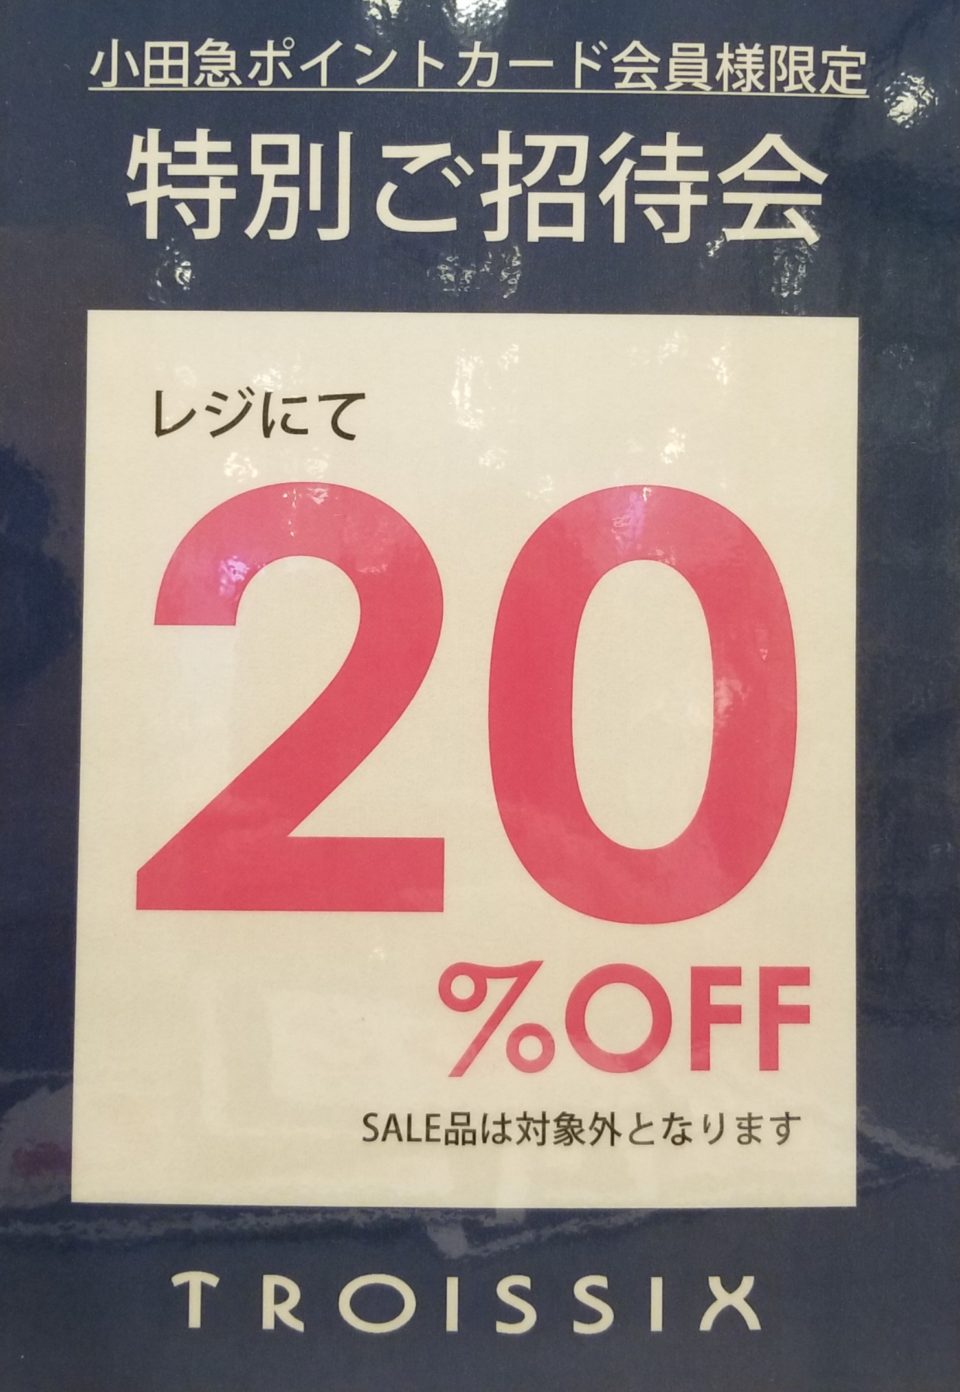 小田急ポイントカード会員様限定
特別ご招待会
レジにて
20
%OFF
SALE品は対象外となります
TROISSIX